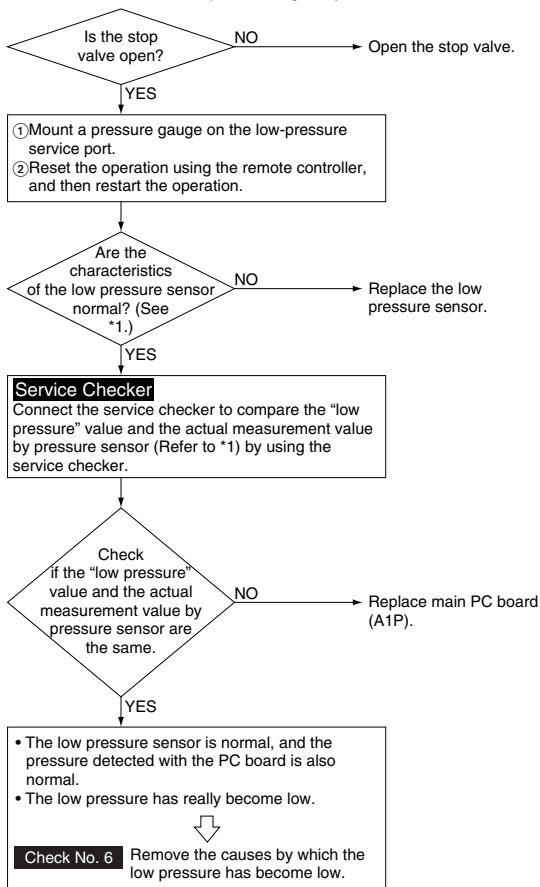 Is the stop
valve open?
NO
Open the stop valve.
YES
①Mount a pressure gauge on the low-pressure
service port.
②Reset the operation using the remote controller,
and then restart the operation.
Are the
characteristics
of the low pressure sensor
normal? (See
*1.)
NO
Replace the low
pressure sensor.
YES
Service Checker
Connect the service checker to compare the “low
pressure” value and the actual measurement value
by pressure sensor (Refer to *1) by using the
service checker.
Check
if the “low pressure”
value and the actual
measurement value by
pressure sensor are
the same.
NO
Replace main PC board
(A1P).
YES
• The low pressure sensor is normal, and the
pressure detected with the PC board is also
normal.
• The low pressure has really become low.
Check No. 6
Remove the causes by which the
low pressure has become low.